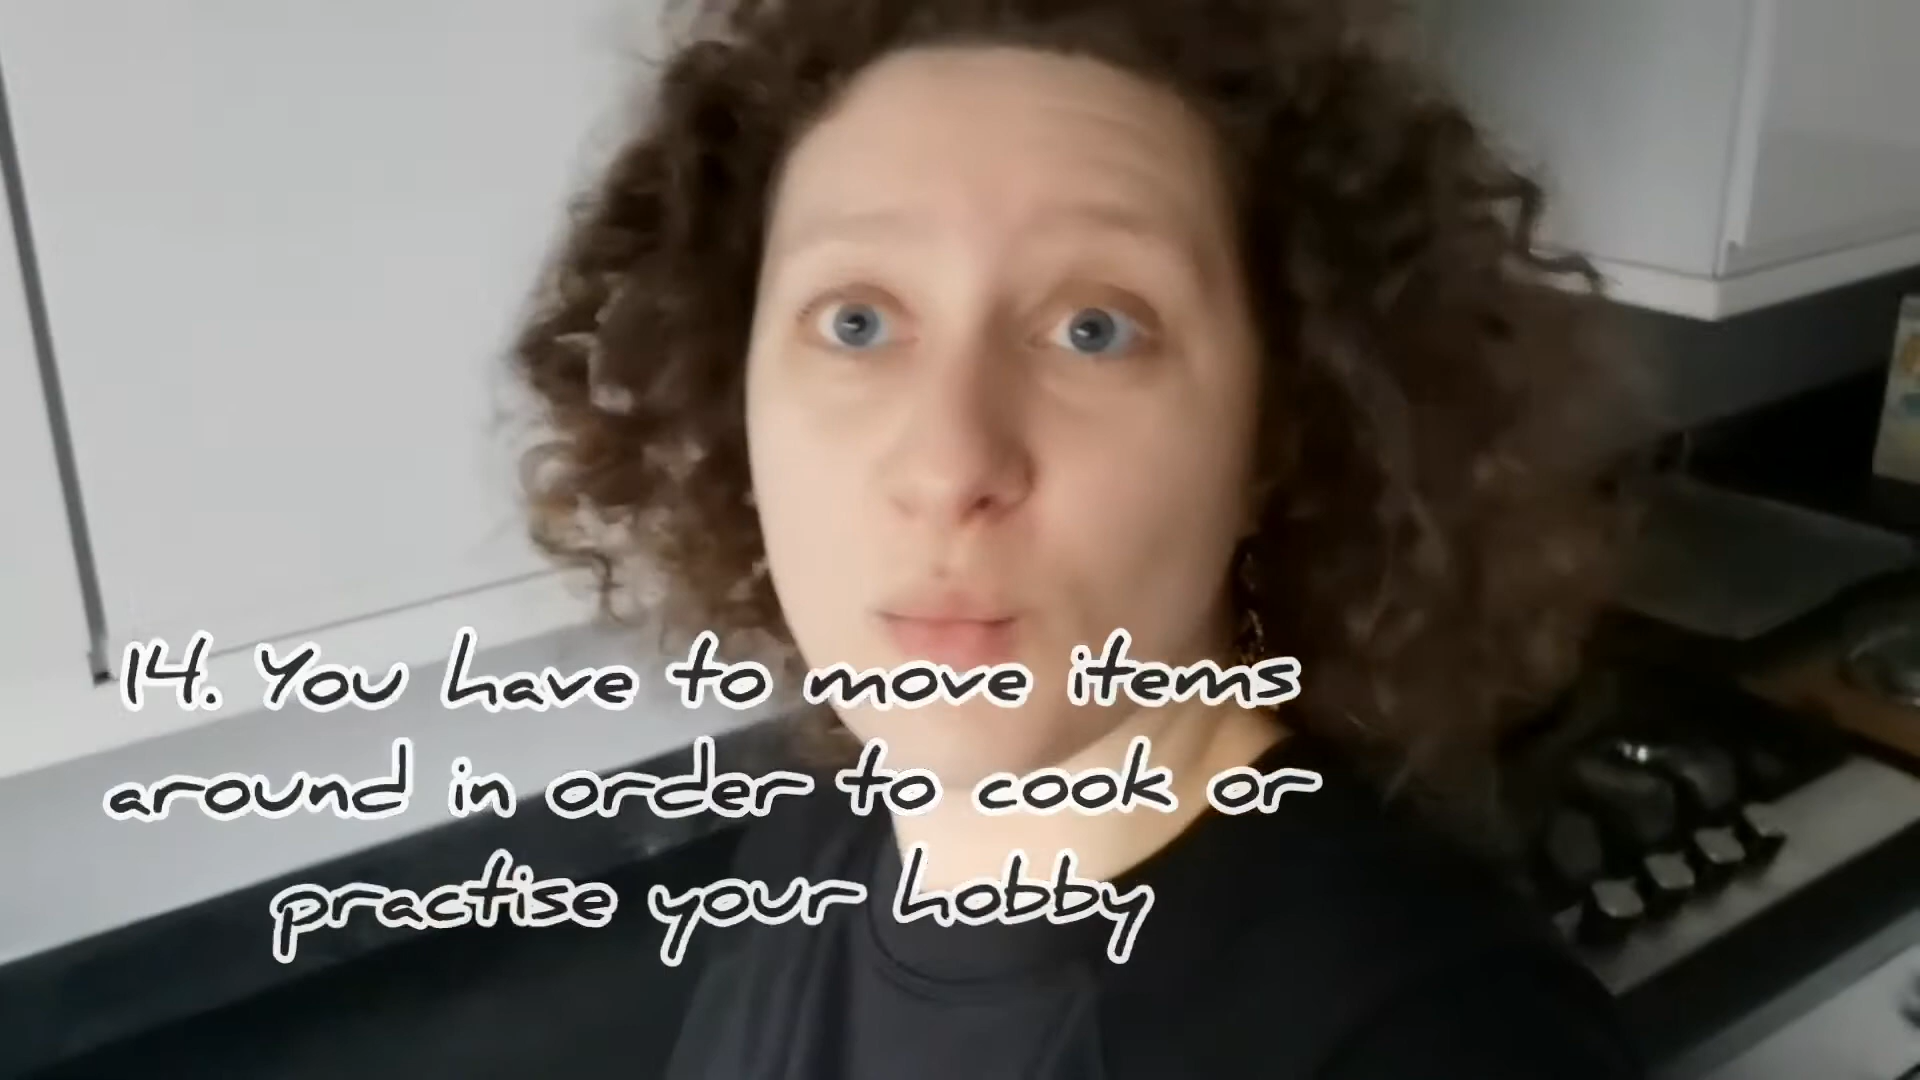 14. You have to move items
around in order to cook or
practise your hobby